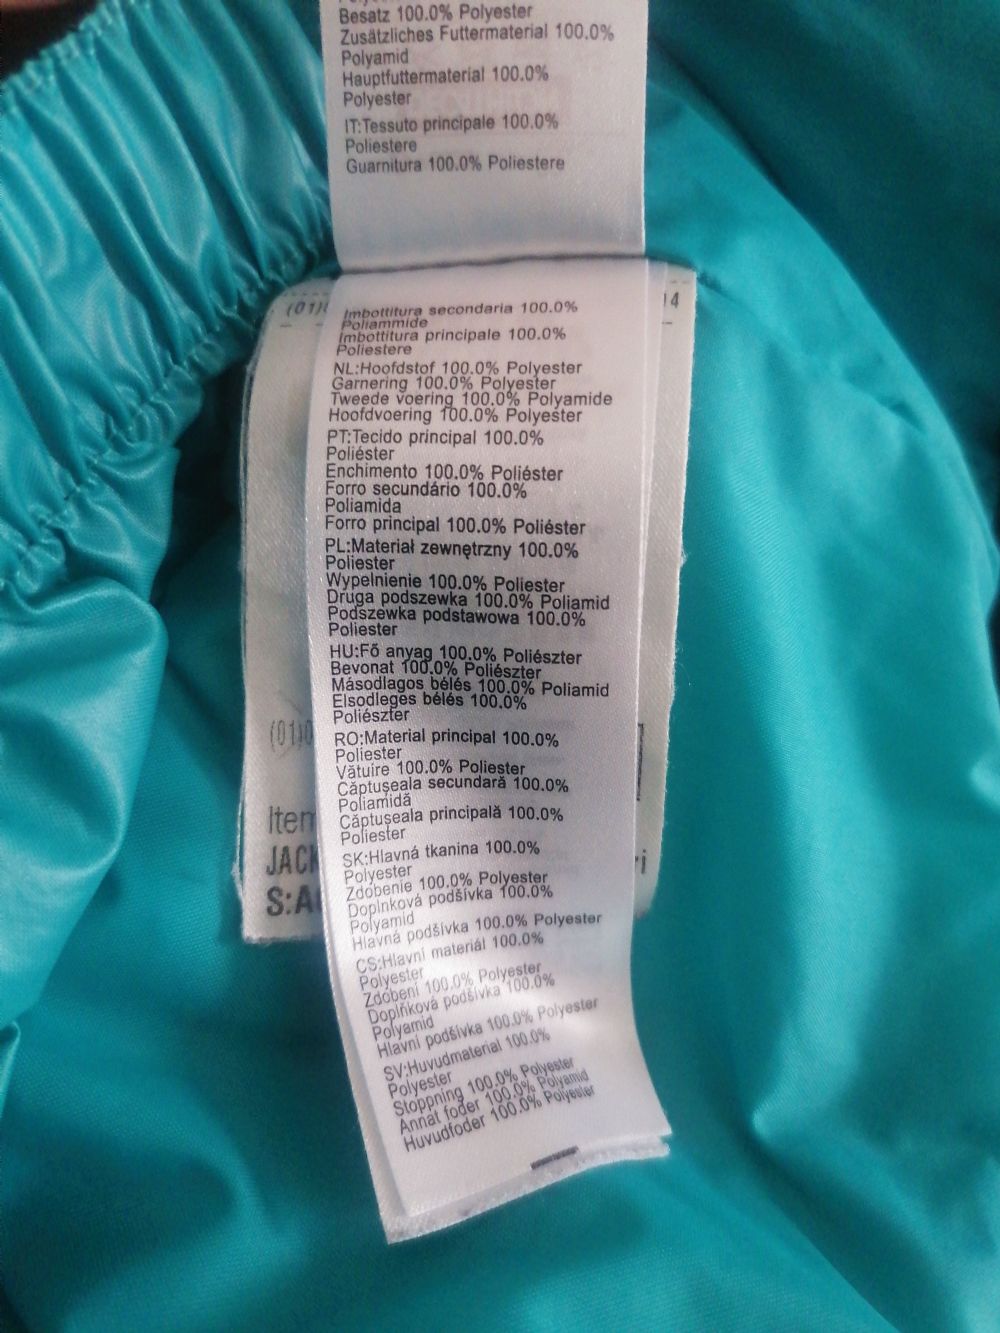 Besatz 100.0% Polyester
Zusätzliches Futtermaterial 100.0%
Polyamid
Hauptfuttermaterial 100.0%
Polyester
IT:Tessuto principale 100.0%
Poliestere
Guarnitura 100.0% Poliestere
(01)
14
Imbottitura secondaria 100.0%
Poliammide
Imbottitura principale 100.0%
Poliestere
NL:Hoofdstof 100.0% Polyester
Garnering 100.0% Polyester
Tweede voering 100.0% Polyamide
Hoofdvoering 100.0% Polyester
PT:Tecido principal 100.0%
Poliéster
Enchimento 100.0% Poliéster
Forro secundário 100.0%
Poliamida
Forro principal 100.0% Poliéster
PL:Materiał zewnętrzny 100.0%
Poliester
Wypełnienie 100.0% Poliester
Druga podszewka 100.0% Poliamid
Podszewka podstawowa 100.0%
Poliester
HU:Fő anyag 100.0% Poliészter
Bevonat 100.0% Poliészter
Másodlagos bélés 100.0% Poliamid
Elsodleges bélés 100.0%
Poliészter
RO:Material principal 100.0%
Poliester
Vătuire 100.0% Poliester
Căptuşeala secundară 100.0%
Poliamidă
Căptuşeala principală 100.0%
Poliester
SK:Hlavná tkanina 100.0%
Polyester
Zdobenie 100.0% Polyester
Doplnková podšívka 100.0%
Polyamid
Hlavná podšívka 100.0% Polyester
CS:Hlavní materiál 100.0%
Polyester
Zdobení 100.0% Polyester
Doplňková podšívka 100.0%
Polyamid
Hlavní podšívka 100.0% Polyester
SV:Huvudmaterial 100.0%
Polyester
Stoppning 100.0% Polyester
Annat foder 100.0% Polyamid
Huvudfoder 100.0% Polyester
(01)0
Item
JACK
S:A